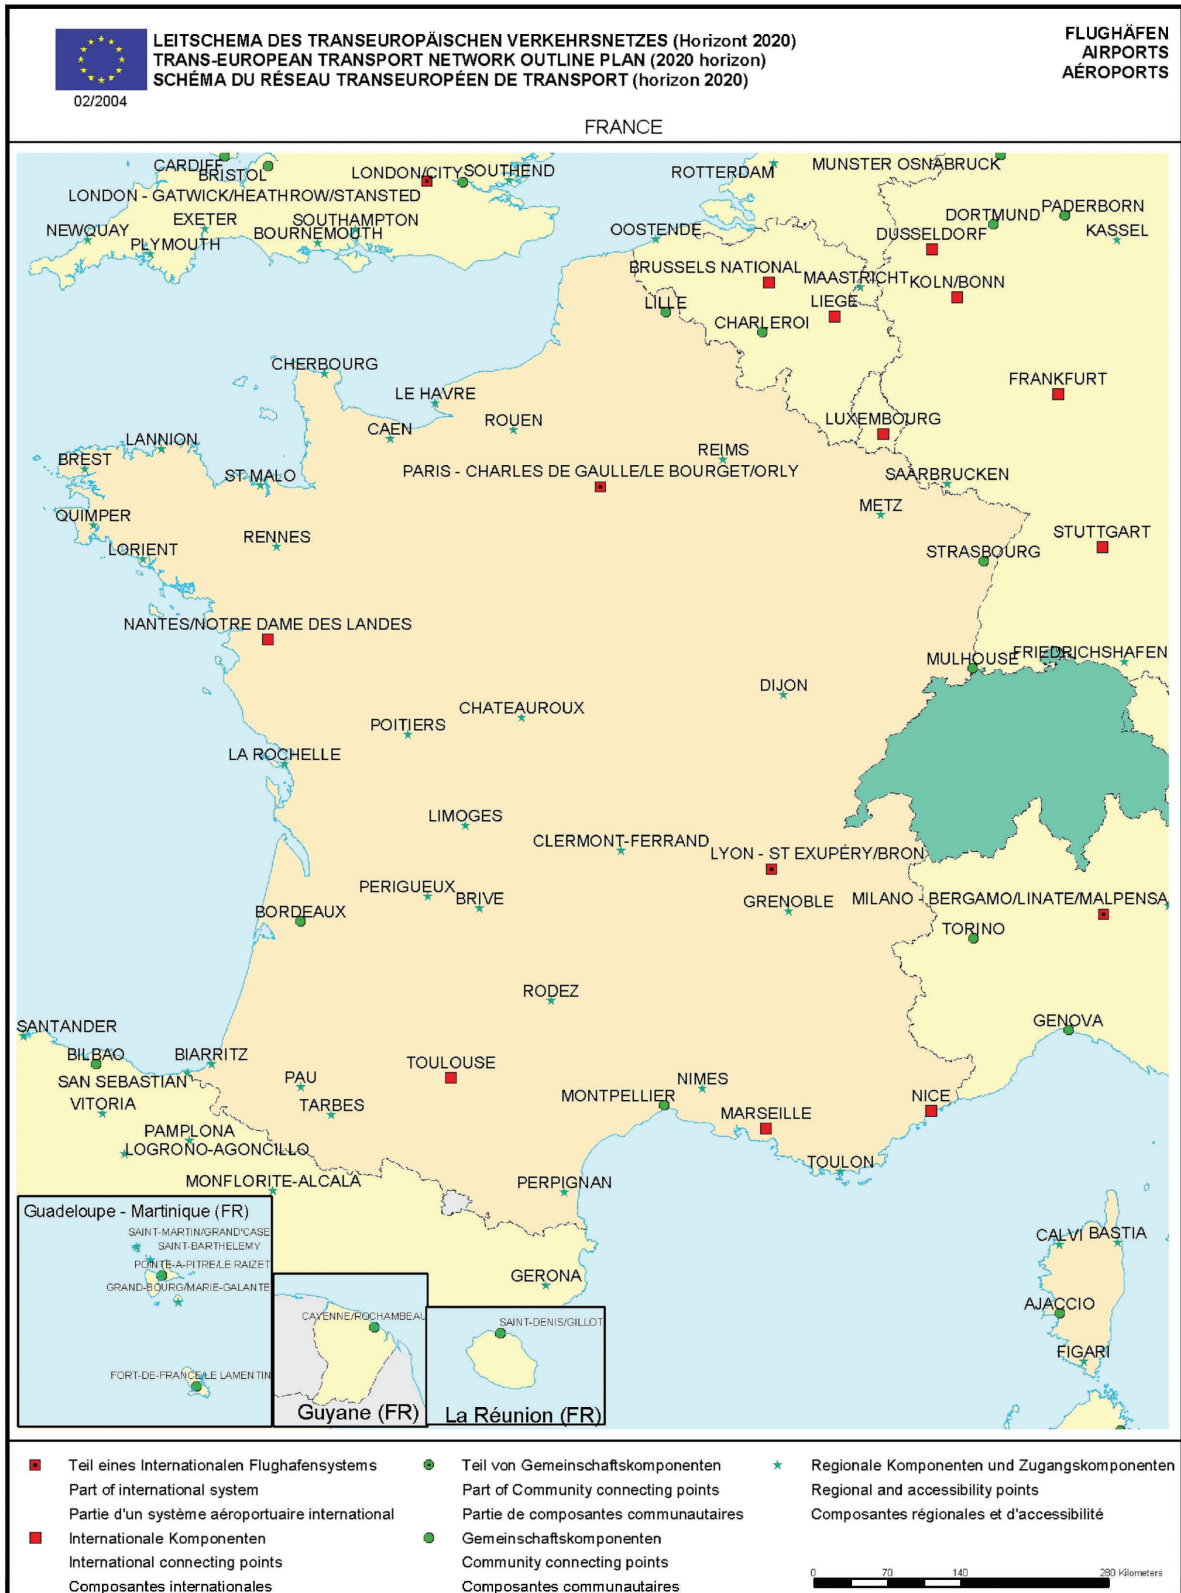 LEITSCHEMA DES TRANSEUROPÄISCHEN VERKEHRSNETZES (Horizont 2020)
TRANS-EUROPEAN TRANSPORT NETWORK OUTLINE PLAN (2020 horizon)
SCHÉMA DU RÉSEAU TRANSEUROPÉEN DE TRANSPORT (horizon 2020)
02/2004
FLUGHÄFEN
AIRPORTS
AÉROPORTS
FRANCE
CARDIFF
BRISTOL
LONDON/CITY
SOUTHEND
ROTTERDAM
MUNSTER OSNABRUCK
LONDON - GATWICK/HEATHROW/STANSTED
EXETER
SOUTHAMPTON
NEWQUAY
PLYMOUTH
BOURNEMOUTH
OOSTENDE
DORTMUND
PADERBORN
DUSSELDORF
KASSEL
BRUSSELS NATIONAL
MAASTRICHT
KOLN/BONN
LILLE
LIEGE
CHARLEROI
CHERBOURG
FRANKFURT
LE HAVRE
CAEN
ROUEN
LUXEMBOURG
LANNION
BREST
ST MALO
REIMS
PARIS - CHARLES DE GAULLE/LE BOURGET/ORLY
SAARBRUCKEN
METZ
QUIMPER
LORIENT
RENNES
STUTTGART
STRASBOURG
NANTES/NOTRE DAME DES LANDES
MULHOUSE
FRIEDRICHSHAFEN
DIJON
CHATEAUROUX
POITIERS
LA ROCHELLE
LIMOGES
CLERMONT-FERRAND
LYON - ST EXUPÉRY/BRON
PERIGUEUX
BRIVE
GRENOBLE
MILANO - BERGAMO/LINATE/MALPENSA
BORDEAUX
TORINO
RODEZ
SANTANDER
GENOVA
BILBAO
BIARRITZ
TOULOUSE
SAN SEBASTIAN
PAU
NIMES
MONTPELLIER
NICE
VITORIA
TARBES
MARSEILLE
PAMPLONA
LOGRONO-AGONCILLO
TOULON
MONFLORITE-ALCALA
PERPIGNAN
Guadeloupe - Martinique (FR)
SAINT-MARTIN/GRAND'CASE
SAINT-BARTHELEMY
POINTE-A-PITRE/LE RAIZET
GRAND-BOURG/MARIE-GALANTE
FORT-DE-FRANCE/LE LAMENTIN
GERONA
CALVI
BASTIA
AJACCIO
FIGARI
CAYENNE/ROCHAMBEAU
Guyane (FR)
SAINT-DENIS/GILLOT
La Réunion (FR)
Teil eines Internationalen Flughafensystems
Part of international system
Partie d'un système aéroportuaire international
Internationale Komponenten
International connecting points
Composantes internationales
Teil von Gemeinschaftskomponenten
Part of Community connecting points
Partie de composantes communautaires
Gemeinschaftskomponenten
Community connecting points
Composantes communautaires
Regionale Komponenten und Zugangskomponenten
Regional and accessibility points
Composantes régionales et d'accessibilité
0 70 140 280 Kilometers